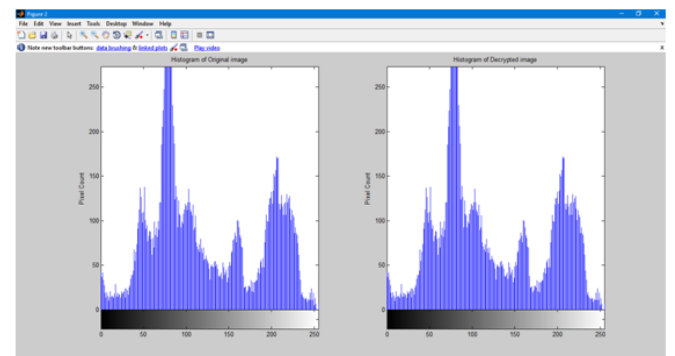 Figure 2
File Edit View Insert Tools Desktop Window Help
Note new toolbar buttons: data brushing & linked plots Play video x
Histogram of Original image
250
200
150
100
50
0
Pixel Count
0 50 100 150 200 250
Histogram of Decrypted image
250
200
150
100
50
0
Pixel Count
0 50 100 150 200 250